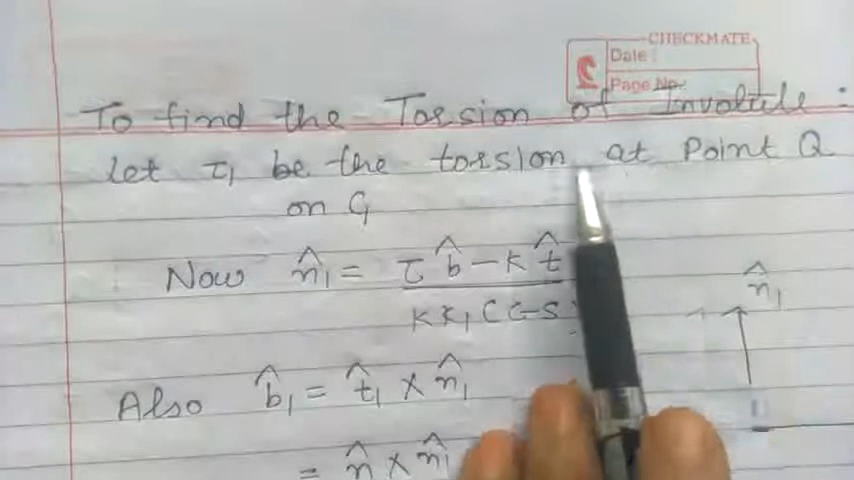 CHECKMATE
Date :
Page No.
To find the Torsion of Involute :
let τ₁ be the torsion at Point Q
on C₁
Now n̂₁ = τ b̂ − k t̂
k k₁ (c−s
n̂₁
Also b̂₁ = t̂₁ × n̂₁
= n̂ × n̂₁